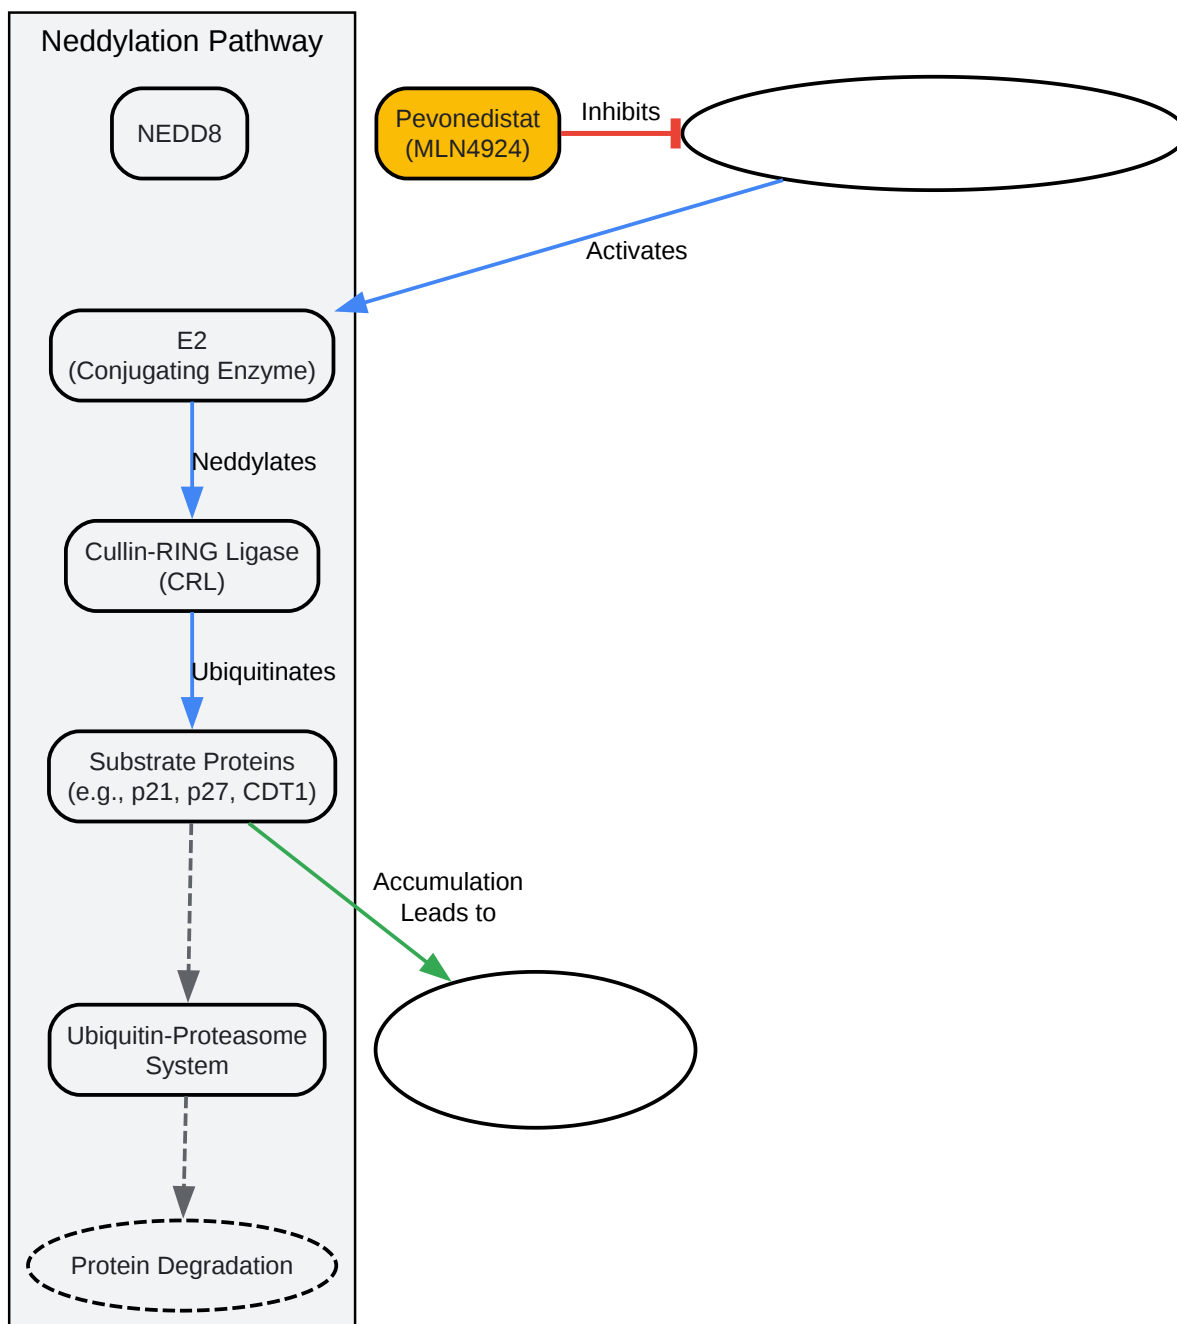 Neddylation Pathway
NEDD8
Pevonedistat
(MLN4924)
Inhibits
Activates
E2
(Conjugating Enzyme)
Neddylates
Cullin-RING Ligase
(CRL)
Ubiquitinates
Substrate Proteins
(e.g., p21, p27, CDT1)
Accumulation
Leads to
Ubiquitin-Proteasome
System
Protein Degradation